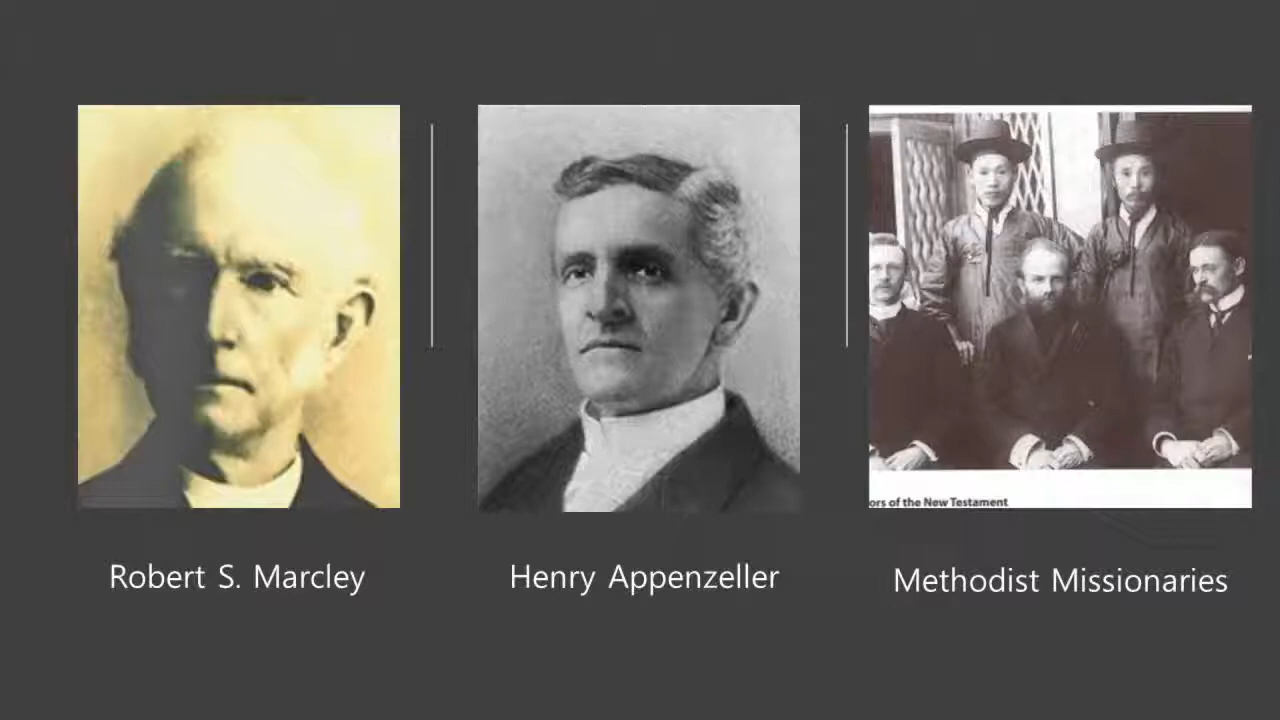 ors of the New Testament
Robert S. Marcley
Henry Appenzeller
Methodist Missionaries